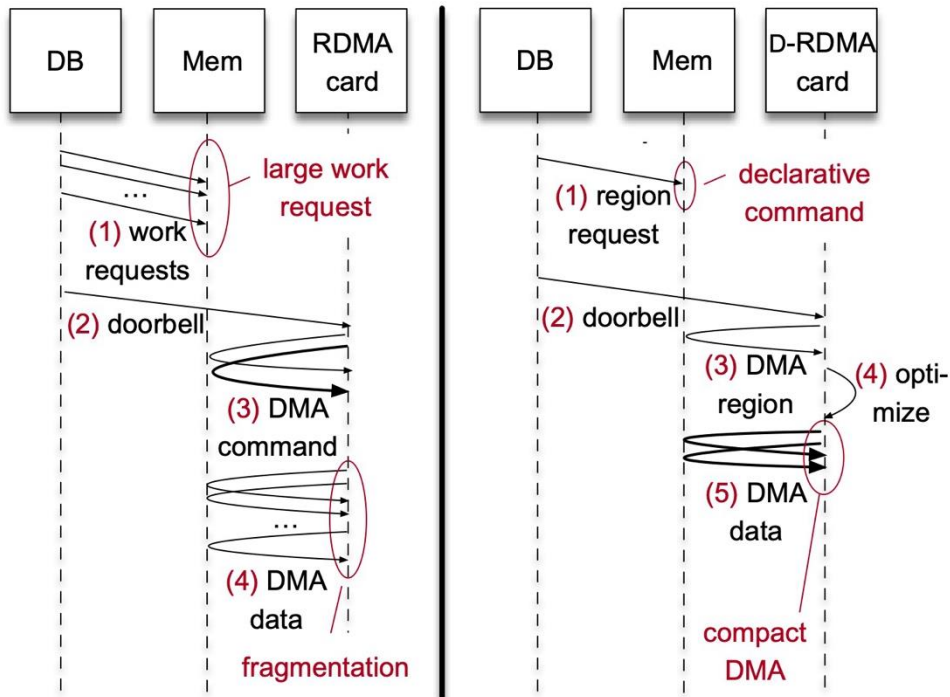 DB
Mem
RDMA
card
large work
request
...
(1) work
requests
(2) doorbell
(3) DMA
command
...
(4) DMA
data
fragmentation
DB
Mem
D-RDMA
card
-
declarative
command
(1) region
request
(2) doorbell
(3) DMA
region
(4) opti-
mize
(5) DMA
data
compact
DMA